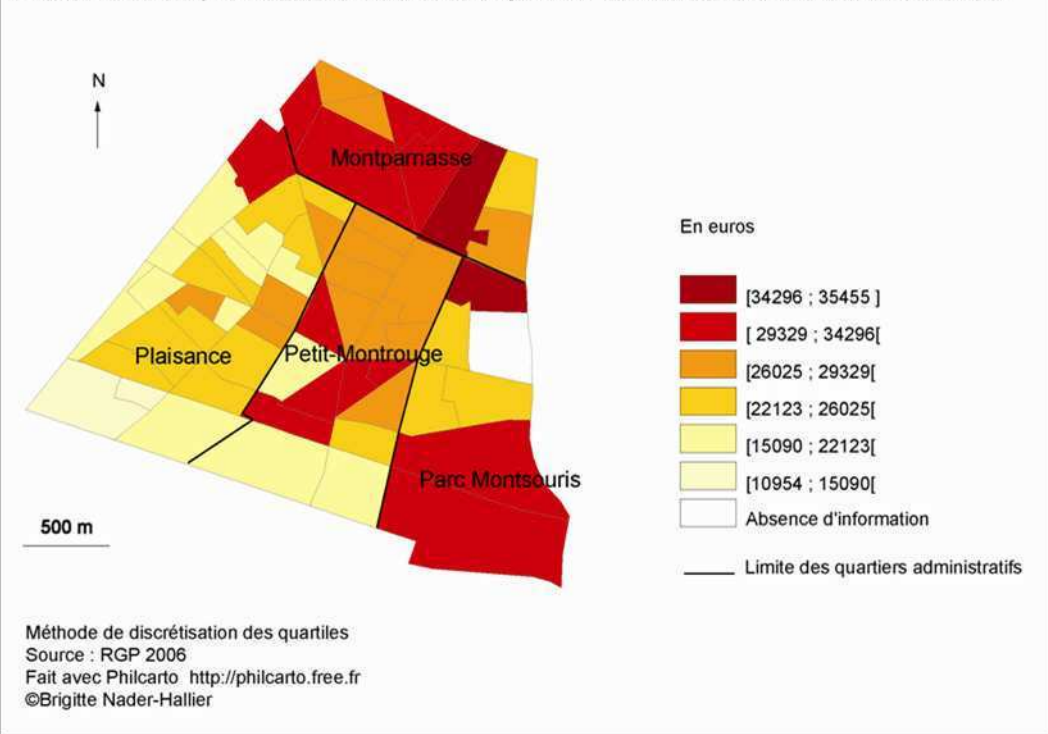 N
Montparnasse
Plaisance
Petit-Montrouge
Parc Montsouris
500 m
En euros
[34296 ; 35455 ]
[ 29329 ; 34296[
[26025 ; 29329[
[22123 ; 26025[
[15090 ; 22123[
[10954 ; 15090[
Absence d'information
Limite des quartiers administratifs
Méthode de discrétisation des quartiles
Source : RGP 2006
Fait avec Philcarto http://philcarto.free.fr
©Brigitte Nader-Hallier